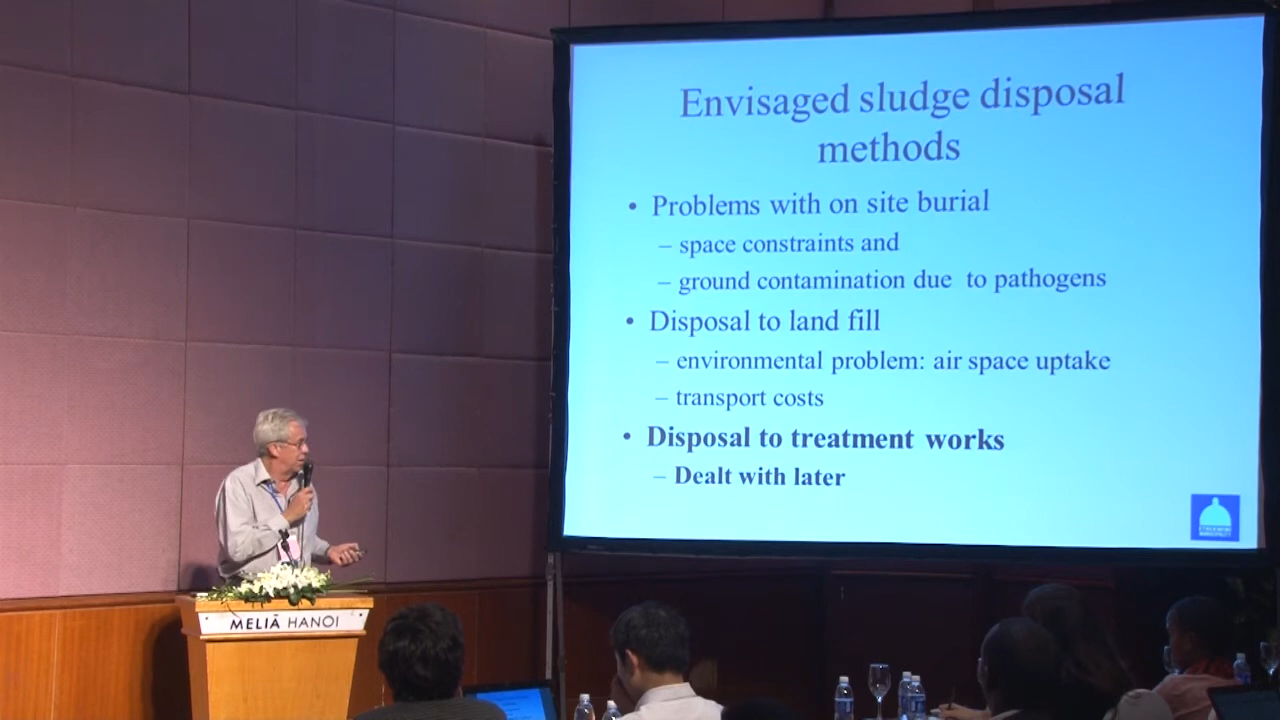 Envisaged sludge disposal
methods
• Problems with on site burial
– space constraints and
– ground contamination due to pathogens
• Disposal to land fill
– environmental problem: air space uptake
– transport costs
• Disposal to treatment works
– Dealt with later
MELIÃ HANOI